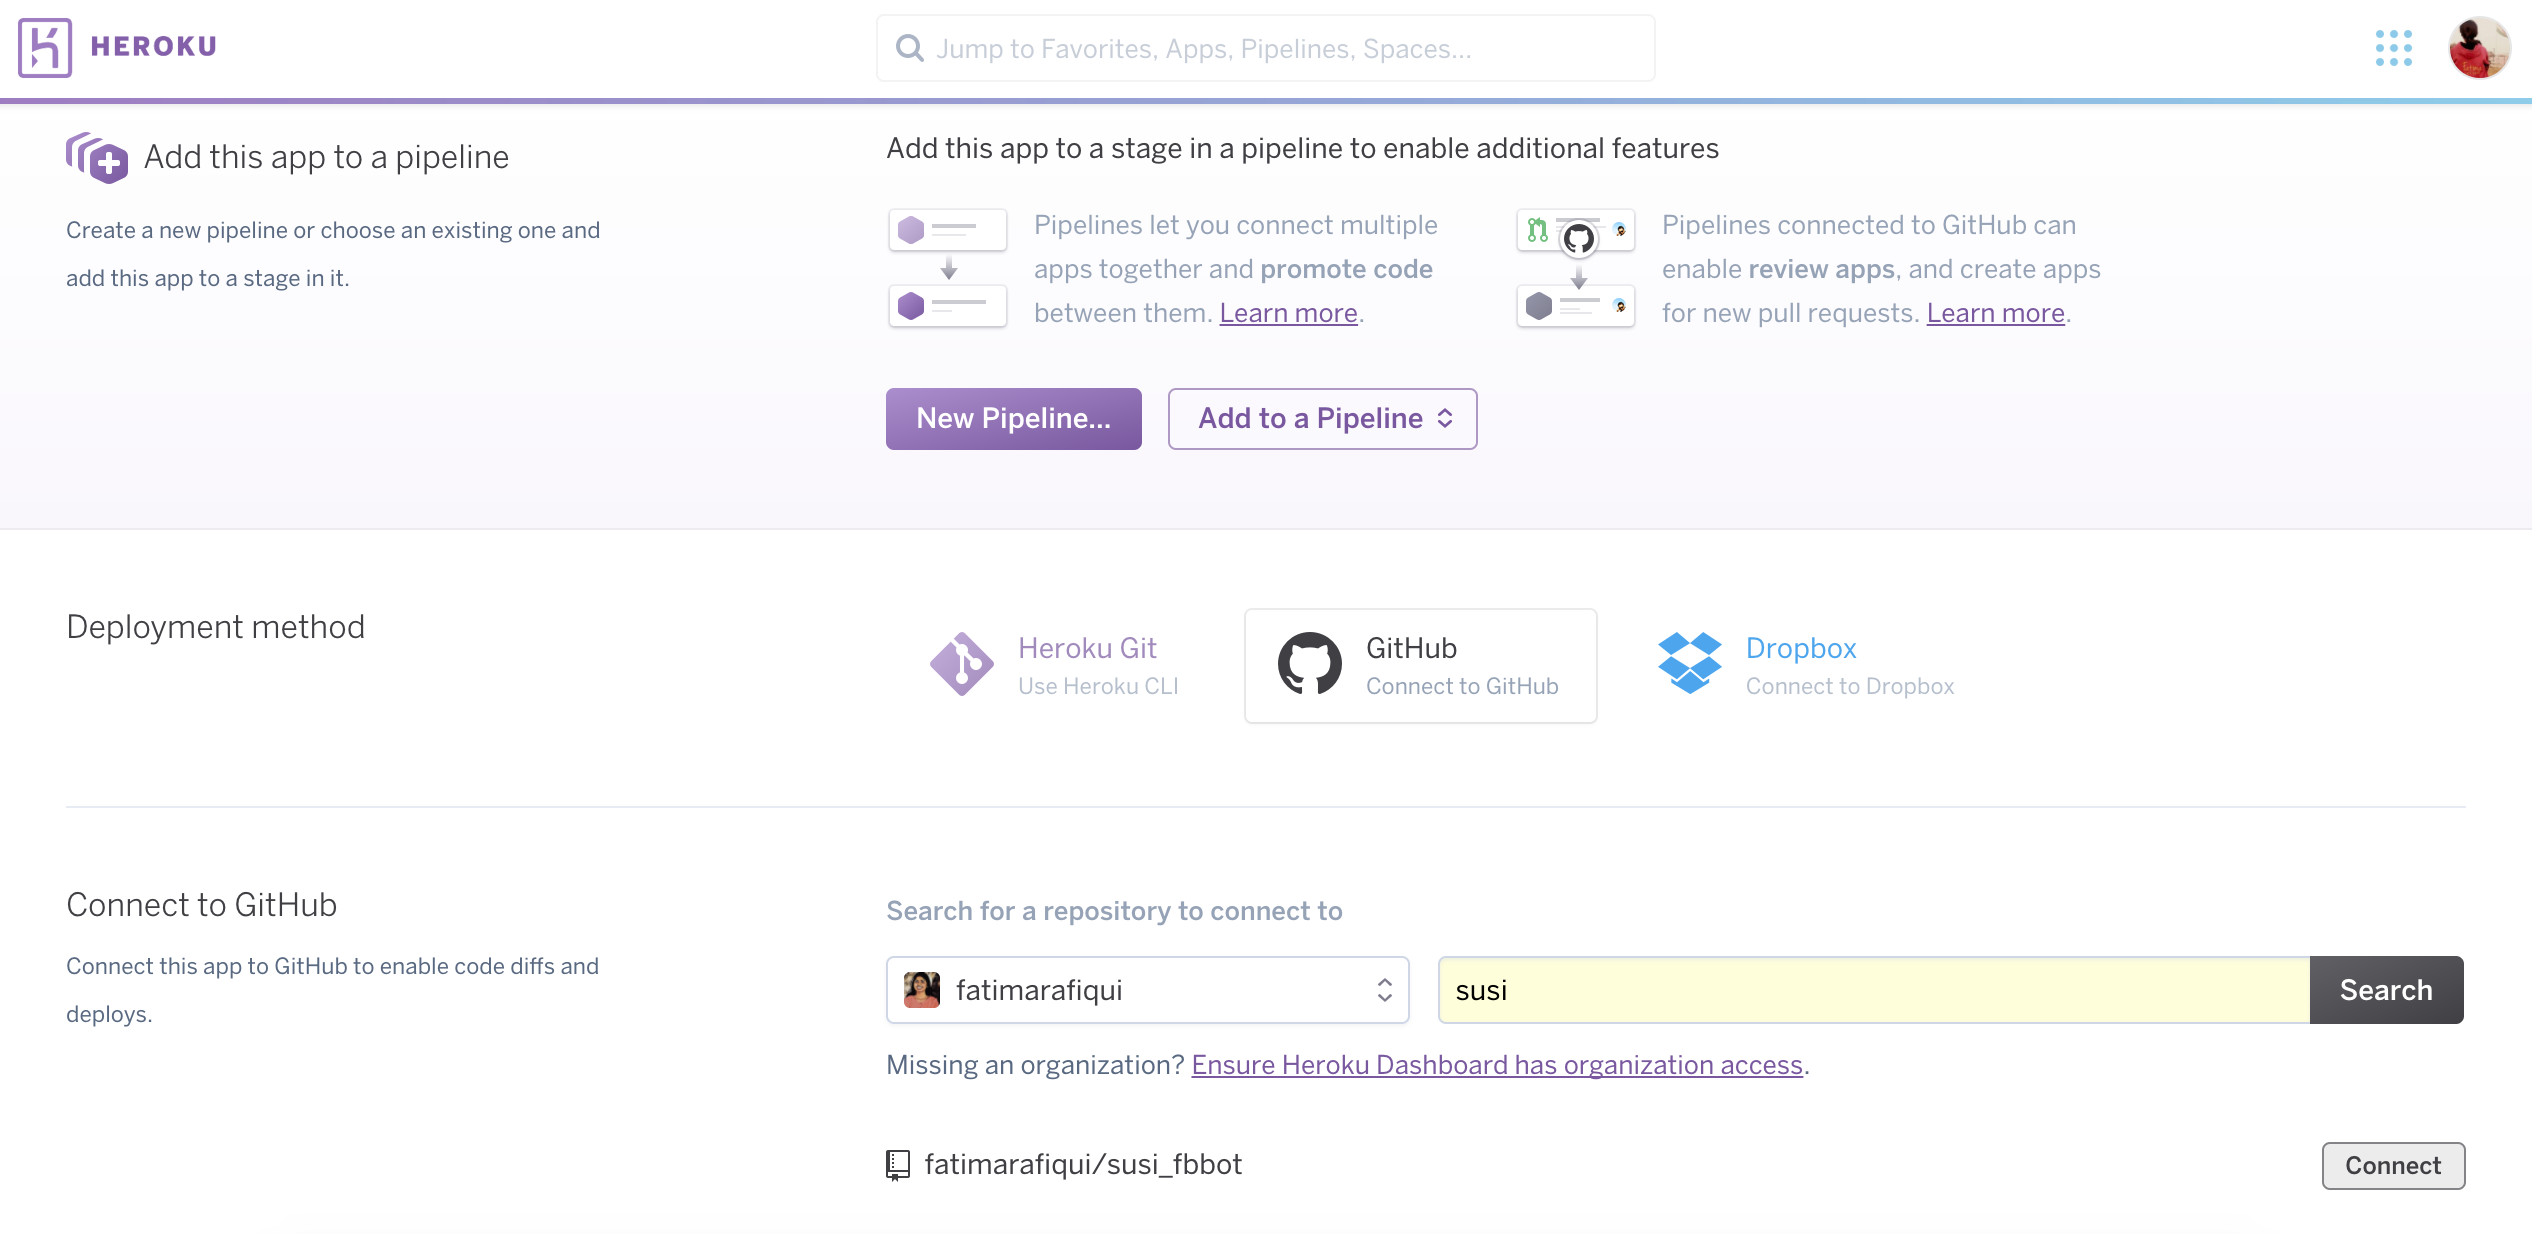 HEROKU
Jump to Favorites, Apps, Pipelines, Spaces...
Add this app to a pipeline
Create a new pipeline or choose an existing one and
add this app to a stage in it.
Add this app to a stage in a pipeline to enable additional features
Pipelines let you connect multiple
apps together and promote code
between them. Learn more.
Pipelines connected to GitHub can
enable review apps, and create apps
for new pull requests. Learn more.
New Pipeline...
Add to a Pipeline
Deployment method
Heroku Git
Use Heroku CLI
GitHub
Connect to GitHub
Dropbox
Connect to Dropbox
Connect to GitHub
Connect this app to GitHub to enable code diffs and
deploys.
Search for a repository to connect to
fatimarafiqui
susi
Search
Missing an organization? Ensure Heroku Dashboard has organization access.
fatimarafiqui/susi_fbbot
Connect